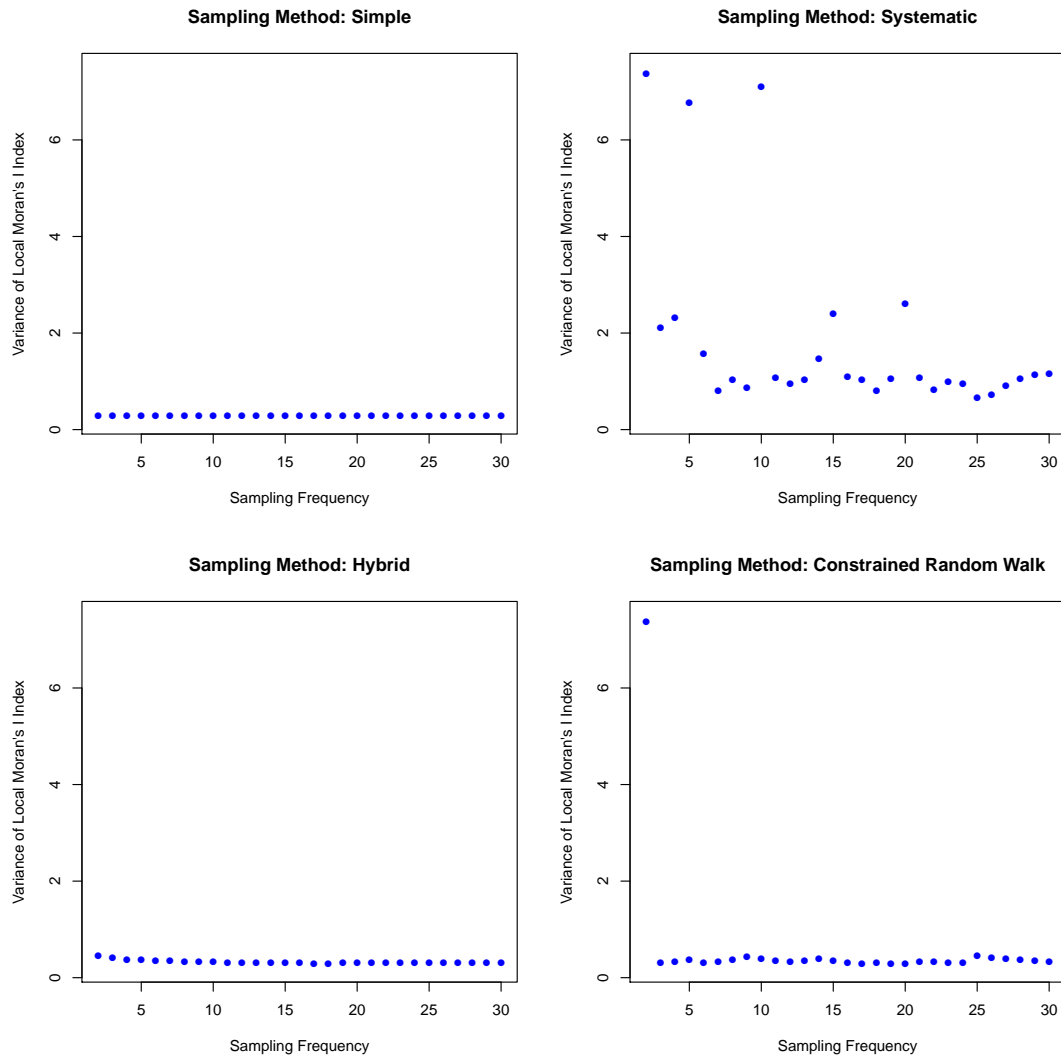 Sampling Method: Simple
Variance of Local Moran's I Index
6
4
2
0
5 10 15 20 25 30
Sampling Frequency
Sampling Method: Systematic
Variance of Local Moran's I Index
6
4
2
0
5 10 15 20 25 30
Sampling Frequency
Sampling Method: Hybrid
Variance of Local Moran's I Index
6
4
2
0
5 10 15 20 25 30
Sampling Frequency
Sampling Method: Constrained Random Walk
Variance of Local Moran's I Index
6
4
2
0
5 10 15 20 25 30
Sampling Frequency